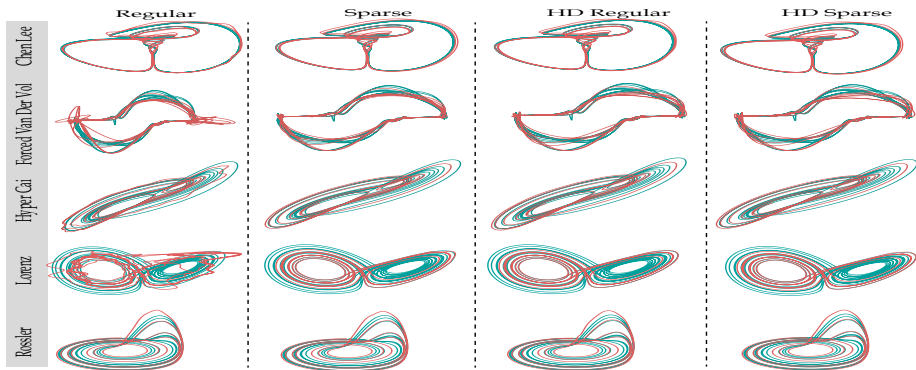 Regular Sparse HD Regular HD Sparse
Chen Lee
Forced Van Der Vol
Hyper Cai
Lorenz
Rossler